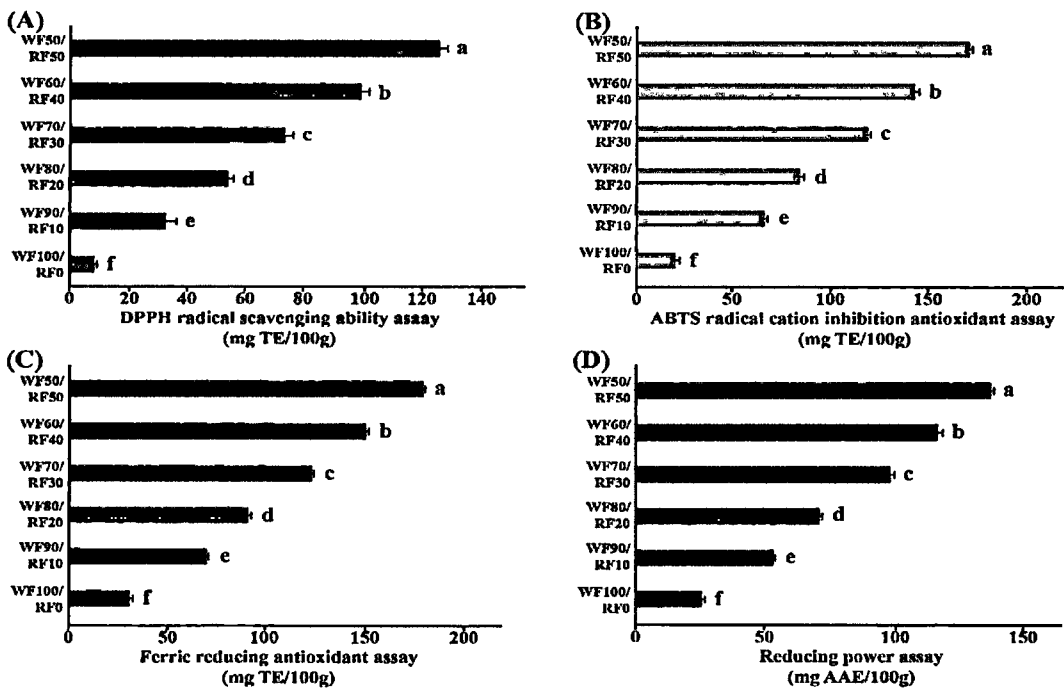 (A)
WF50/
RF50
a
WF60/
RF40
b
WF70/
RF30
c
WF80/
RF20
d
WF90/
RF10
e
WF100/
RF0
f
0 20 40 60 80 100 120 140
DPPH radical scavenging ability assay
(mg TE/100g)
(B)
WF50/
RF50
a
WF60/
RF40
b
WF70/
RF30
c
WF80/
RF20
d
WF90/
RF10
e
WF100/
RF0
f
0 50 100 150 200
ABTS radical cation inhibition antioxidant assay
(mg TE/100g)
(C)
WF50/
RF50
a
WF60/
RF40
b
WF70/
RF30
c
WF80/
RF20
d
WF90/
RF10
e
WF100/
RF0
f
0 50 100 150 200
Ferric reducing antioxidant assay
(mg TE/100g)
(D)
WF50/
RF50
a
WF60/
RF40
b
WF70/
RF30
c
WF80/
RF20
d
WF90/
RF10
e
WF100/
RF0
f
0 50 100 150
Reducing power assay
(mg AAE/100g)